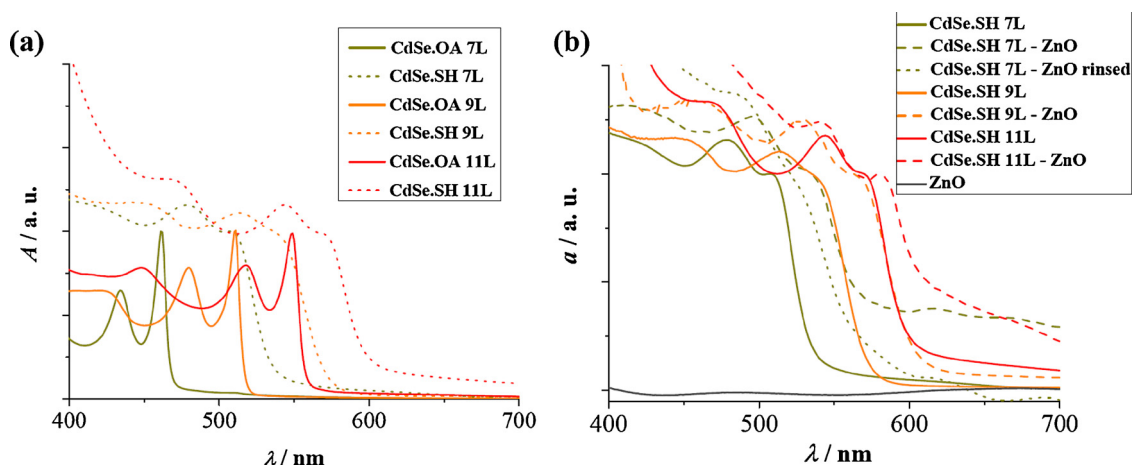 (a)
CdSe.OA 7L
CdSe.SH 7L
CdSe.OA 9L
CdSe.SH 9L
CdSe.OA 11L
CdSe.SH 11L
A / a. u.
400 500 600 700
λ / nm
(b)
CdSe.SH 7L
CdSe.SH 7L – ZnO
CdSe.SH 7L – ZnO rinsed
CdSe.SH 9L
CdSe.SH 9L – ZnO
CdSe.SH 11L
CdSe.SH 11L – ZnO
ZnO
a / a. u.
400 500 600 700
λ / nm